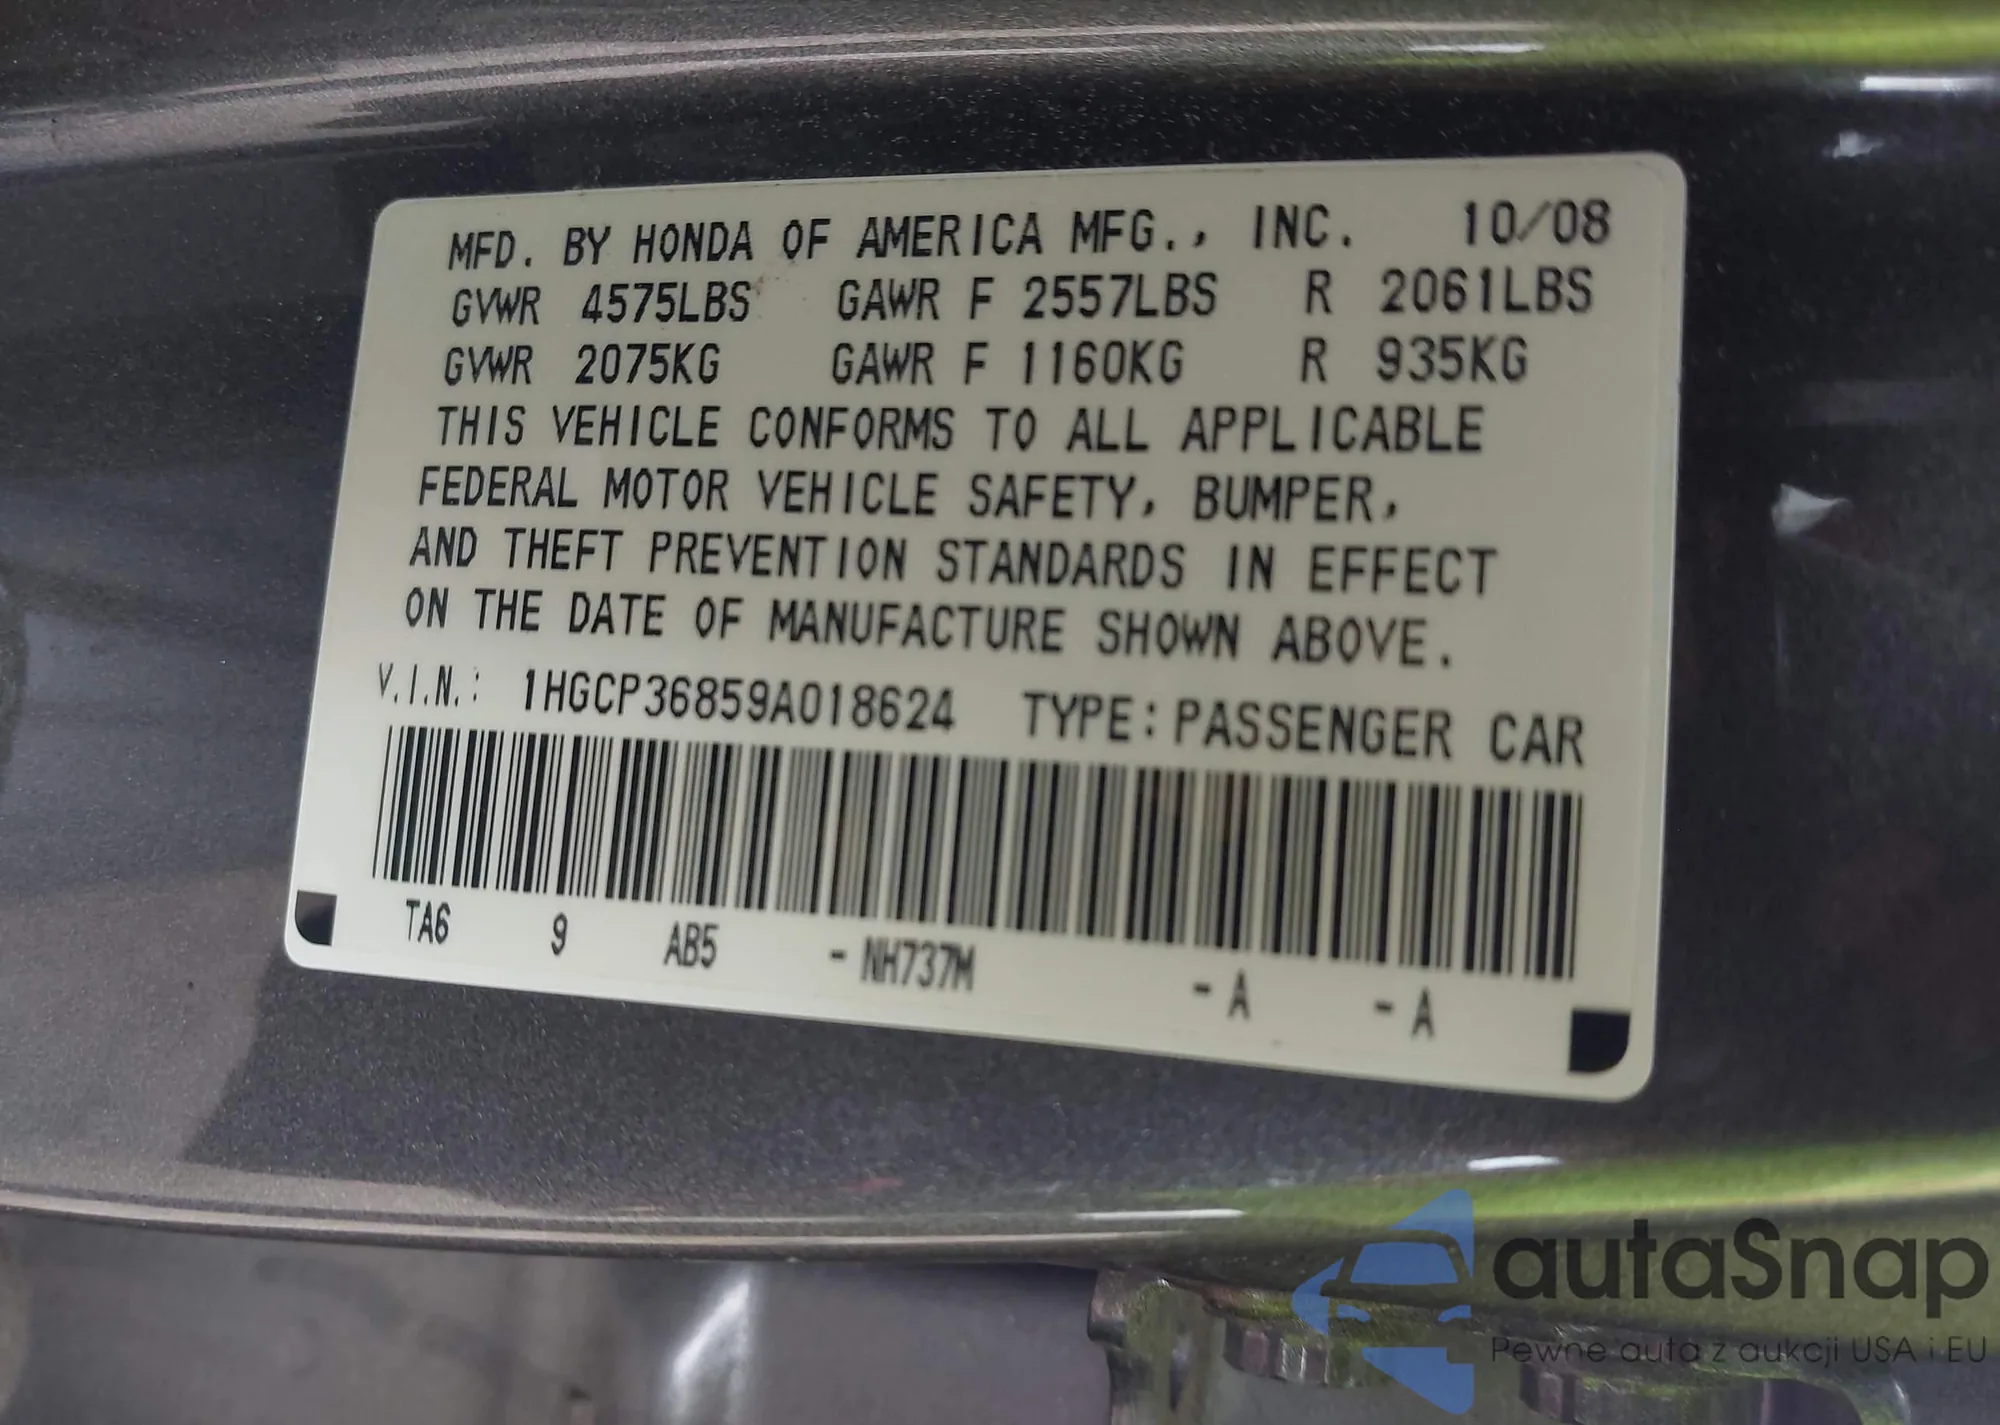 MFD. BY HONDA OF AMERICA MFG., INC. 10/08
GVWR 4575LBS GAWR F 2557LBS R 2061LBS
GVWR 2075KG GAWR F 1160KG R 935KG
THIS VEHICLE CONFORMS TO ALL APPLICABLE
FEDERAL MOTOR VEHICLE SAFETY, BUMPER,
AND THEFT PREVENTION STANDARDS IN EFFECT
ON THE DATE OF MANUFACTURE SHOWN ABOVE.
V.I.N.: 1HGCP36859A018624 TYPE: PASSENGER CAR
TA6 9 AB5 - NH737M - A - A
autaSnap
Pewne auta z aukcji USA i EU